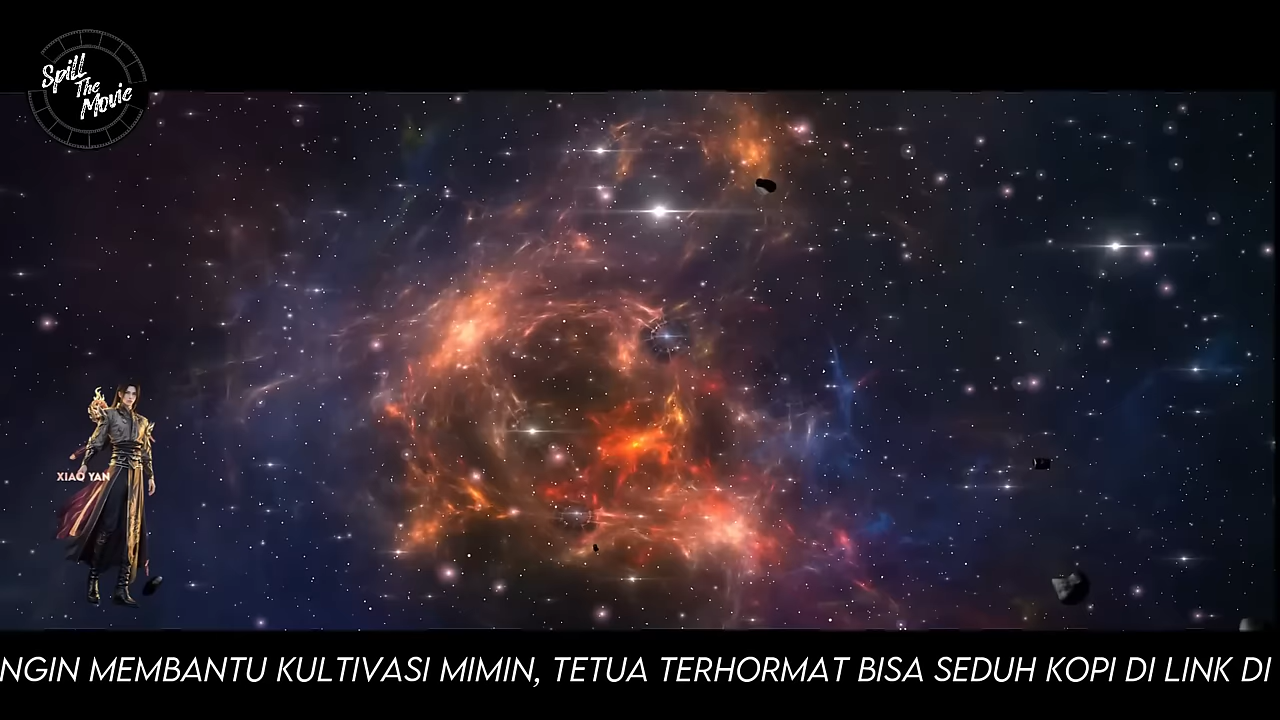 Spill
The
Movie
XIAO YAN
NGIN MEMBANTU KULTIVASI MIMIN, TETUA TERHORMAT BISA SEDUH KOPI DI LINK DI